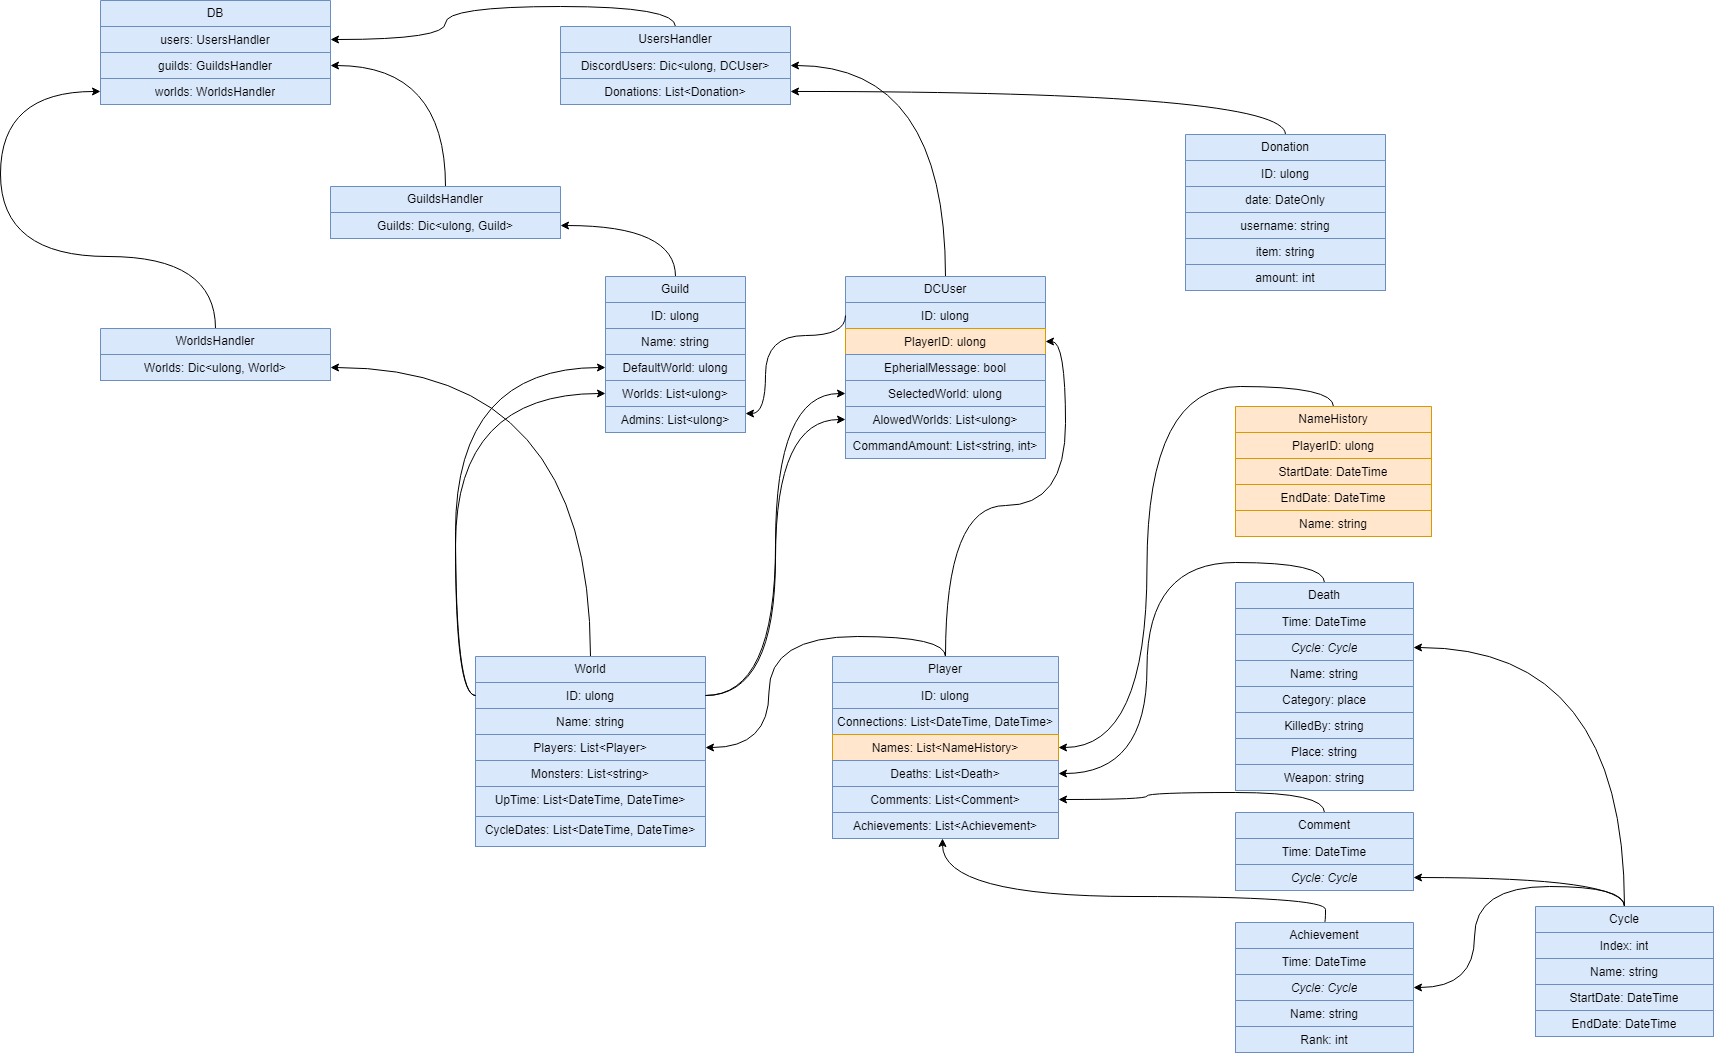 DB
users: UsersHandler
guilds: GuildsHandler
worlds: WorldsHandler
UsersHandler
DiscordUsers: Dic<ulong, DCUser>
Donations: List<Donation>
Donation
ID: ulong
date: DateOnly
username: string
item: string
amount: int
GuildsHandler
Guilds: Dic<ulong, Guild>
Guild
ID: ulong
Name: string
DefaultWorld: ulong
Worlds: List<ulong>
Admins: List<ulong>
DCUser
ID: ulong
PlayerID: ulong
EpherialMessage: bool
SelectedWorld: ulong
AlowedWorlds: List<ulong>
CommandAmount: List<string, int>
WorldsHandler
Worlds: Dic<ulong, World>
NameHistory
PlayerID: ulong
StartDate: DateTime
EndDate: DateTime
Name: string
Death
Time: DateTime
Cycle: Cycle
Name: string
Category: place
KilledBy: string
Place: string
Weapon: string
World
ID: ulong
Name: string
Players: List<Player>
Monsters: List<string>
UpTime: List<DateTime, DateTime>
CycleDates: List<DateTime, DateTime>
Player
ID: ulong
Connections: List<DateTime, DateTime>
Names: List<NameHistory>
Deaths: List<Death>
Comments: List<Comment>
Achievements: List<Achievement>
Comment
Time: DateTime
Cycle: Cycle
Achievement
Time: DateTime
Cycle: Cycle
Name: string
Rank: int
Cycle
Index: int
Name: string
StartDate: DateTime
EndDate: DateTime